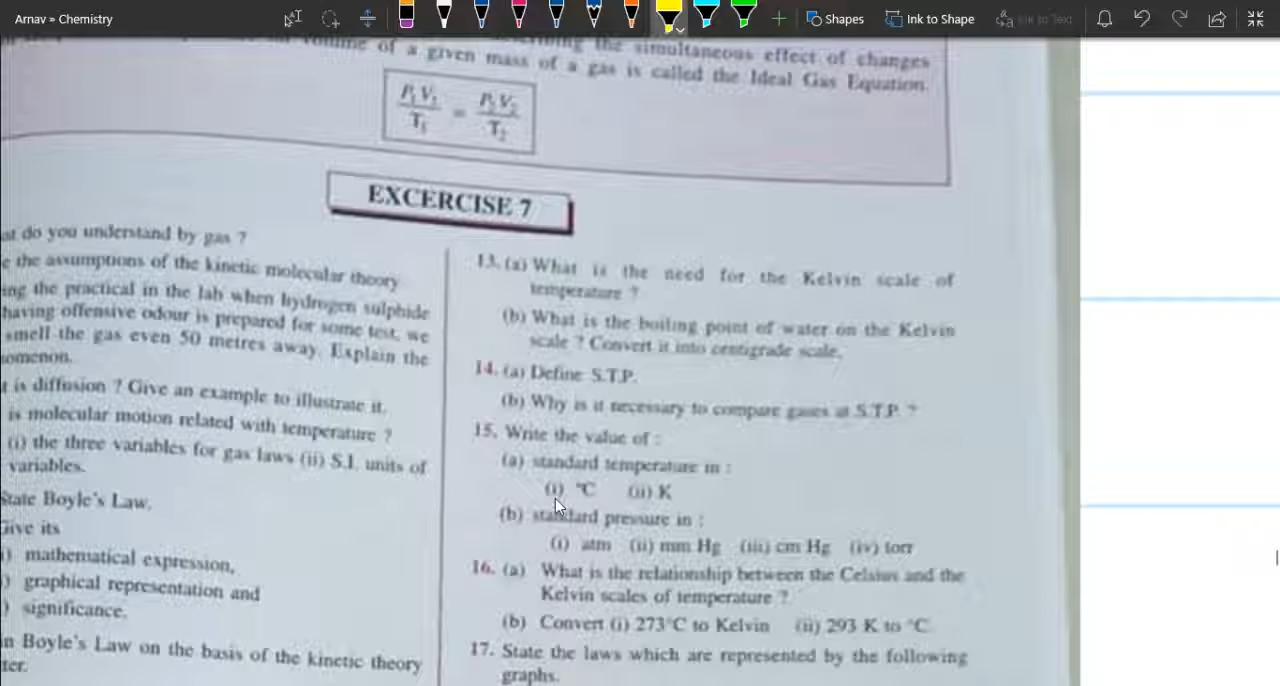 Arnav » Chemistry
Shapes
Ink to Shape
Ink to Text
the simultaneous effect of changes
volume of a given mass of a gas is called the Ideal Gas Equation.
P₁V₁ / T₁ = P₂V₂ / T₂
EXCERCISE 7
at do you understand by gas ?
e the assumptions of the kinetic molecular theory
ing the practical in the lab when hydrogen sulphide
having offensive odour is prepared for some test, we
smell the gas even 50 metres away. Explain the
omenon.
t is diffusion ? Give an example to illustrate it.
is molecular motion related with temperature ?
(i) the three variables for gas laws (ii) S.I. units of
variables.
State Boyle's Law.
Give its
) mathematical expression,
) graphical representation and
) significance.
n Boyle's Law on the basis of the kinetic theory
ter.
13. (a) What is the need for the Kelvin scale of
temperature ?
(b) What is the boiling point of water on the Kelvin
scale ? Convert it into centigrade scale.
14. (a) Define S.T.P.
(b) Why is it necessary to compare gases at S.T.P. ?
15. Write the value of :
(a) standard temperature in :
(i) °C (ii) K
(b) standard pressure in :
(i) atm (ii) mm Hg (iii) cm Hg (iv) torr
16. (a) What is the relationship between the Celsius and the
Kelvin scales of temperature ?
(b) Convert (i) 273°C to Kelvin (ii) 293 K to °C
17. State the laws which are represented by the following
graphs.